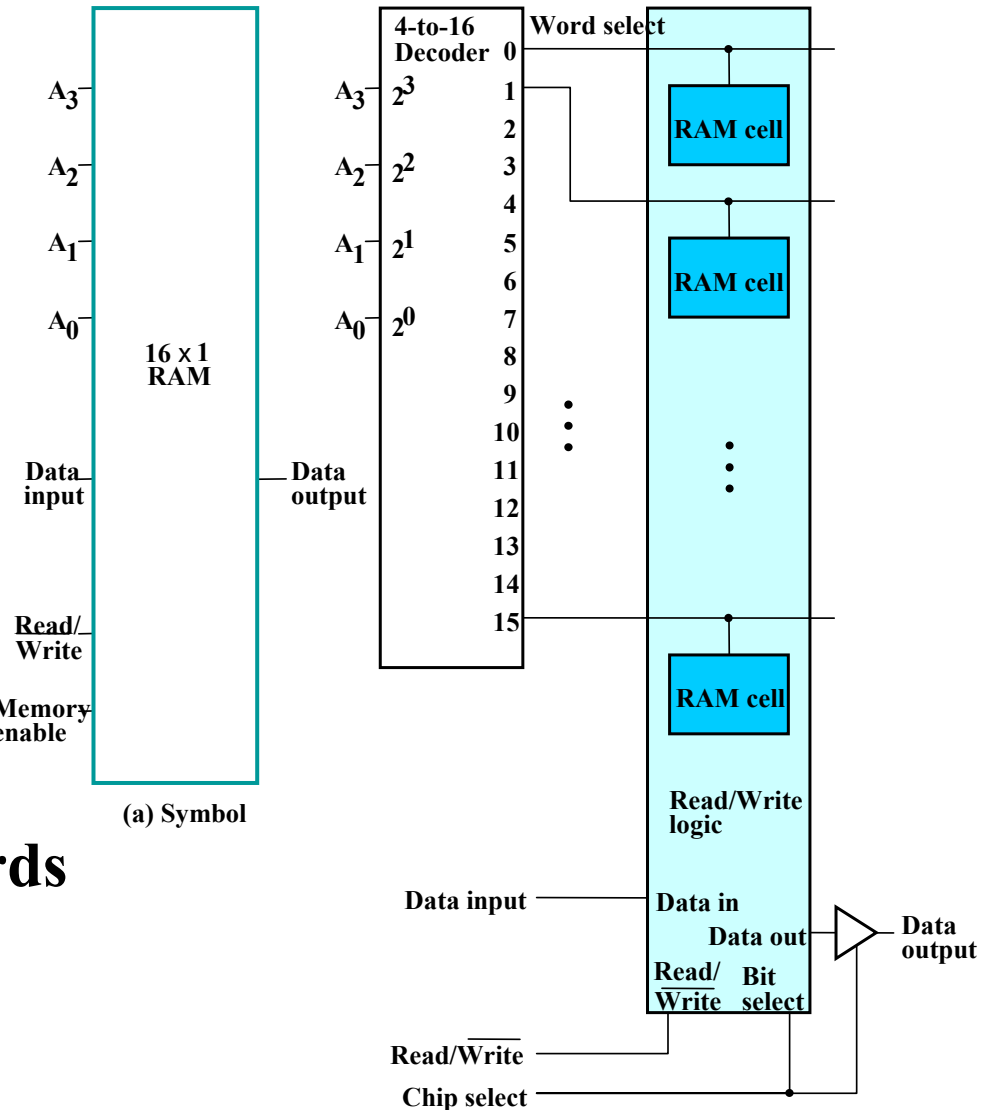 A3
A2
A1
A0
16 x 1
RAM
Data
input
Data
output
Read/
Write
Memory
enable
(a) Symbol
rds
4-to-16
Decoder
A3 2^3
A2 2^2
A1 2^1
A0 2^0
0
1
2
3
4
5
6
7
8
9
10
11
12
13
14
15
Word select
RAM cell
RAM cell
RAM cell
Read/Write
logic
Data input
Data in
Data out
Data
output
Read/
Write
Bit
select
Read/Write
Chip select